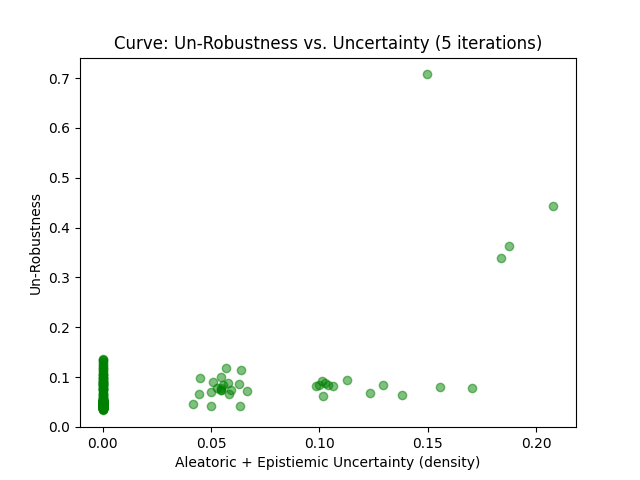 Curve: Un-Robustness vs. Uncertainty (5 iterations)
0.7
0.6
0.5
0.4
0.3
0.2
0.1
0.0
Un-Robustness
0.00 0.05 0.10 0.15 0.20
Aleatoric + Epistiemic Uncertainty (density)